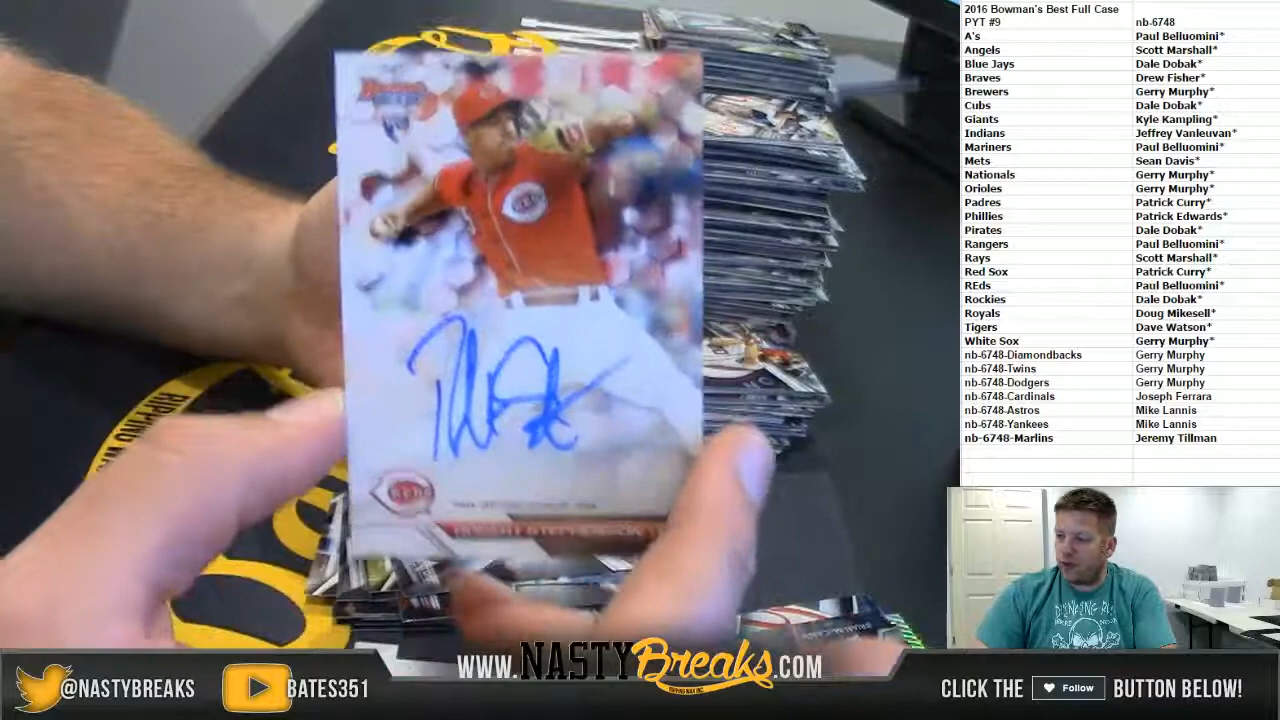 2016 Bowman's Best Full Case
PYT #9 nb-6748
A's Paul Belluomini*
Angels Scott Marshall*
Blue Jays Dale Dobak*
Braves Drew Fisher*
Brewers Gerry Murphy*
Cubs Dale Dobak*
Giants Kyle Kampling*
Indians Jeffrey Vanleuvan*
Mariners Paul Belluomini*
Mets Sean Davis*
Nationals Gerry Murphy*
Orioles Gerry Murphy*
Padres Patrick Curry*
Phillies Patrick Edwards*
Pirates Dale Dobak*
Rangers Paul Belluomini*
Rays Scott Marshall*
Red Sox Patrick Curry*
REds Paul Belluomini*
Rockies Dale Dobak*
Royals Doug Mikesell*
Tigers Dave Watson*
White Sox Gerry Murphy*
nb-6748-Diamondbacks Gerry Murphy
nb-6748-Twins Gerry Murphy
nb-6748-Dodgers Gerry Murphy
nb-6748-Cardinals Joseph Ferrara
nb-6748-Astros Mike Lannis
nb-6748-Yankees Mike Lannis
nb-6748-Marlins Jeremy Tillman
REDS
RIPPING
@NASTYBREAKS
BATES351
WWW.NASTYBreaks.COM
RIPPING WAX INC
CLICK THE Follow BUTTON BELOW!